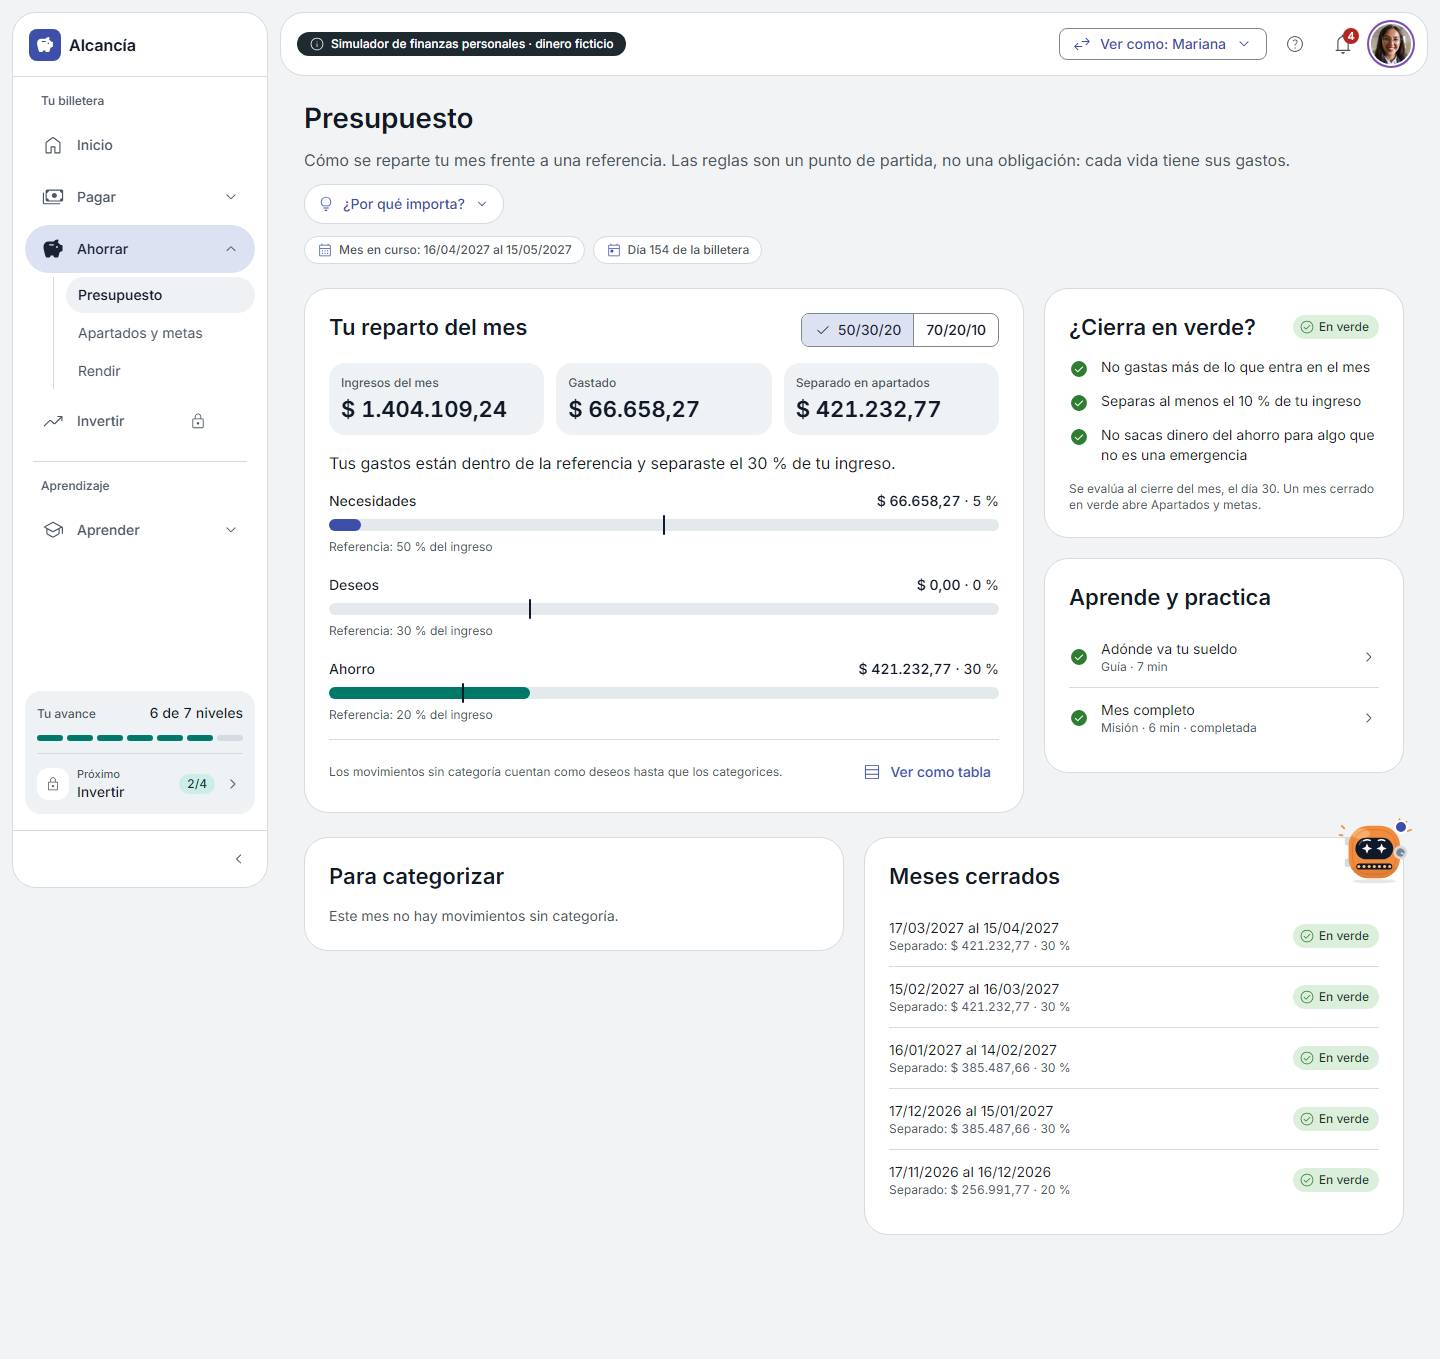 Alcancía
Simulador de finanzas personales · dinero ficticio
Ver como: Mariana
4
Tu billetera
Inicio
Pagar
Ahorrar
Presupuesto
Apartados y metas
Rendir
Invertir
Aprendizaje
Aprender
Tu avance
6 de 7 niveles
Próximo
Invertir
2/4
Presupuesto
Cómo se reparte tu mes frente a una referencia. Las reglas son un punto de partida, no una obligación: cada vida tiene sus gastos.
¿Por qué importa?
Mes en curso: 16/04/2027 al 15/05/2027
Día 154 de la billetera
Tu reparto del mes
50/30/20
70/20/10
Ingresos del mes
$ 1.404.109,24
Gastado
$ 66.658,27
Separado en apartados
$ 421.232,77
Tus gastos están dentro de la referencia y separaste el 30 % de tu ingreso.
Necesidades
$ 66.658,27 · 5 %
Referencia: 50 % del ingreso
Deseos
$ 0,00 · 0 %
Referencia: 30 % del ingreso
Ahorro
$ 421.232,77 · 30 %
Referencia: 20 % del ingreso
Los movimientos sin categoría cuentan como deseos hasta que los categorices.
Ver como tabla
¿Cierra en verde?
En verde
No gastas más de lo que entra en el mes
Separas al menos el 10 % de tu ingreso
No sacas dinero del ahorro para algo que
no es una emergencia
Se evalúa al cierre del mes, el día 30. Un mes cerrado
en verde abre Apartados y metas.
Aprende y practica
Adónde va tu sueldo
Guía · 7 min
Mes completo
Misión · 6 min · completada
Para categorizar
Este mes no hay movimientos sin categoría.
Meses cerrados
17/03/2027 al 15/04/2027
Separado: $ 421.232,77 · 30 %
En verde
15/02/2027 al 16/03/2027
Separado: $ 421.232,77 · 30 %
En verde
16/01/2027 al 14/02/2027
Separado: $ 385.487,66 · 30 %
En verde
17/12/2026 al 15/01/2027
Separado: $ 385.487,66 · 30 %
En verde
17/11/2026 al 16/12/2026
Separado: $ 256.991,77 · 20 %
En verde